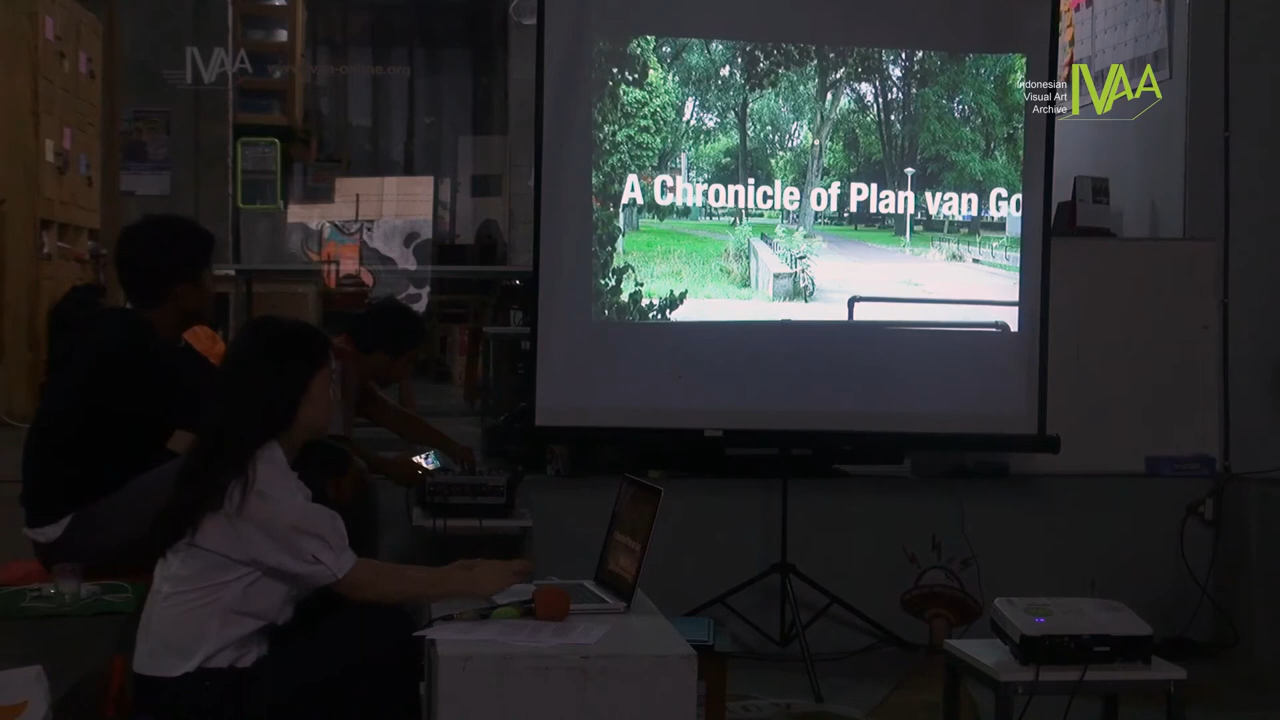 IVAA
Indonesian
Visual Art
Archive
IVAA
A Chronicle of Plan van Go